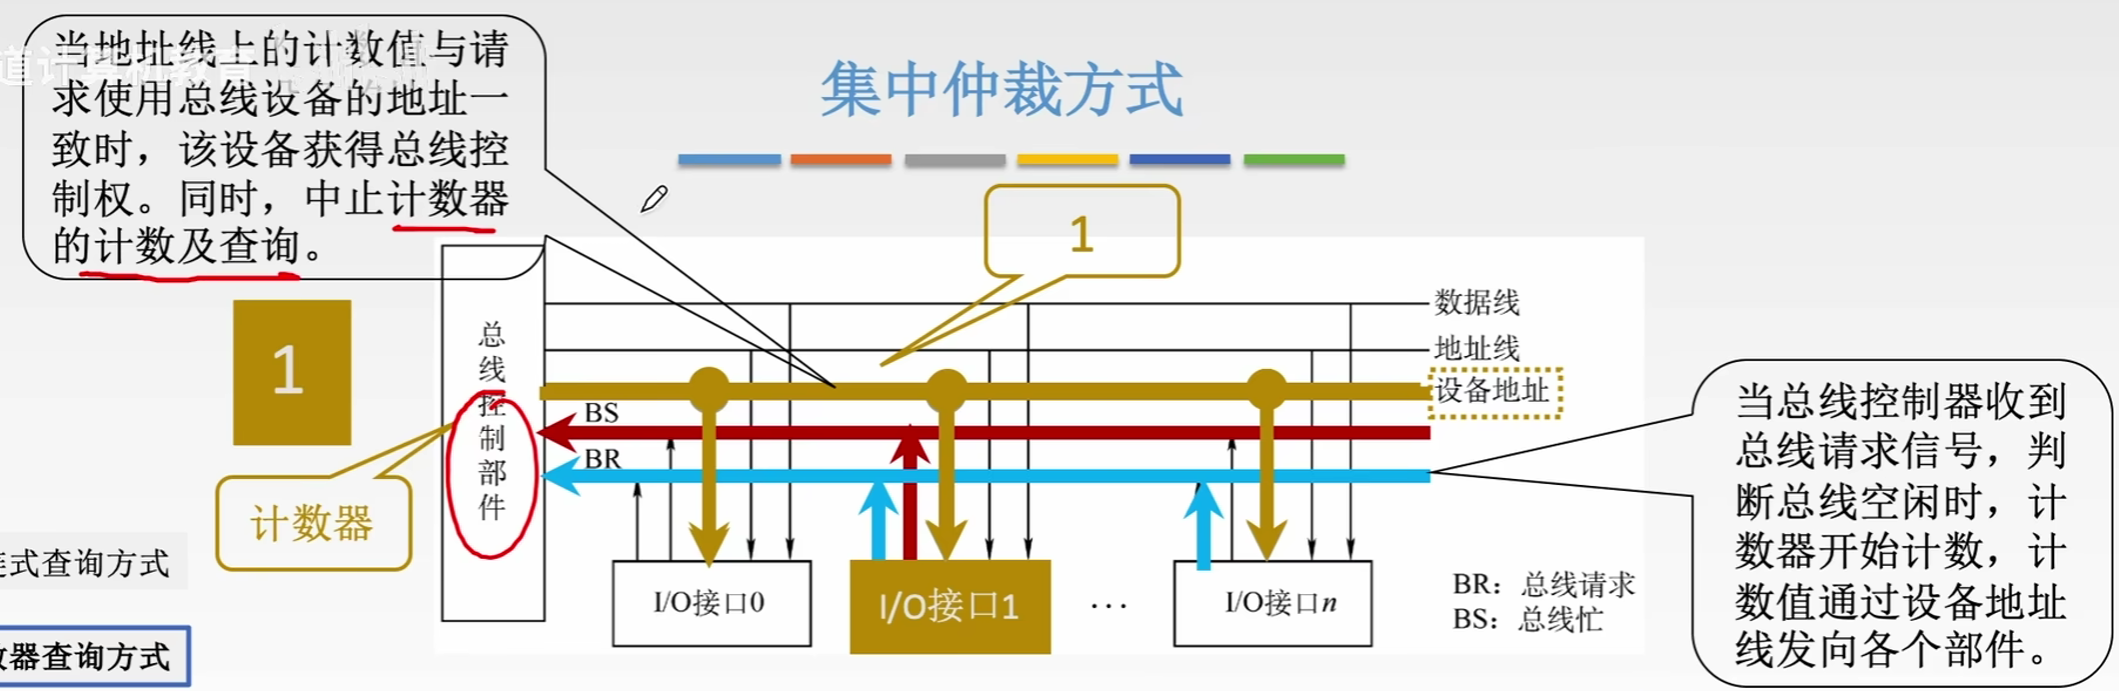 当地址线上的计数值与请
求使用总线设备的地址一
致时，该设备获得总线控
制权。同时，中止计数器
的计数及查询。
道计算机教育
集中仲裁方式
1
1
计数器
总线控制部件
数据线
地址线
设备地址
BS
BR
I/O接口0
I/O接口1
...
I/O接口n
BR：总线请求
BS：总线忙
当总线控制器收到
总线请求信号，判
断总线空闲时，计
数器开始计数，计
数值通过设备地址
线发向各个部件。
式查询方式
器查询方式